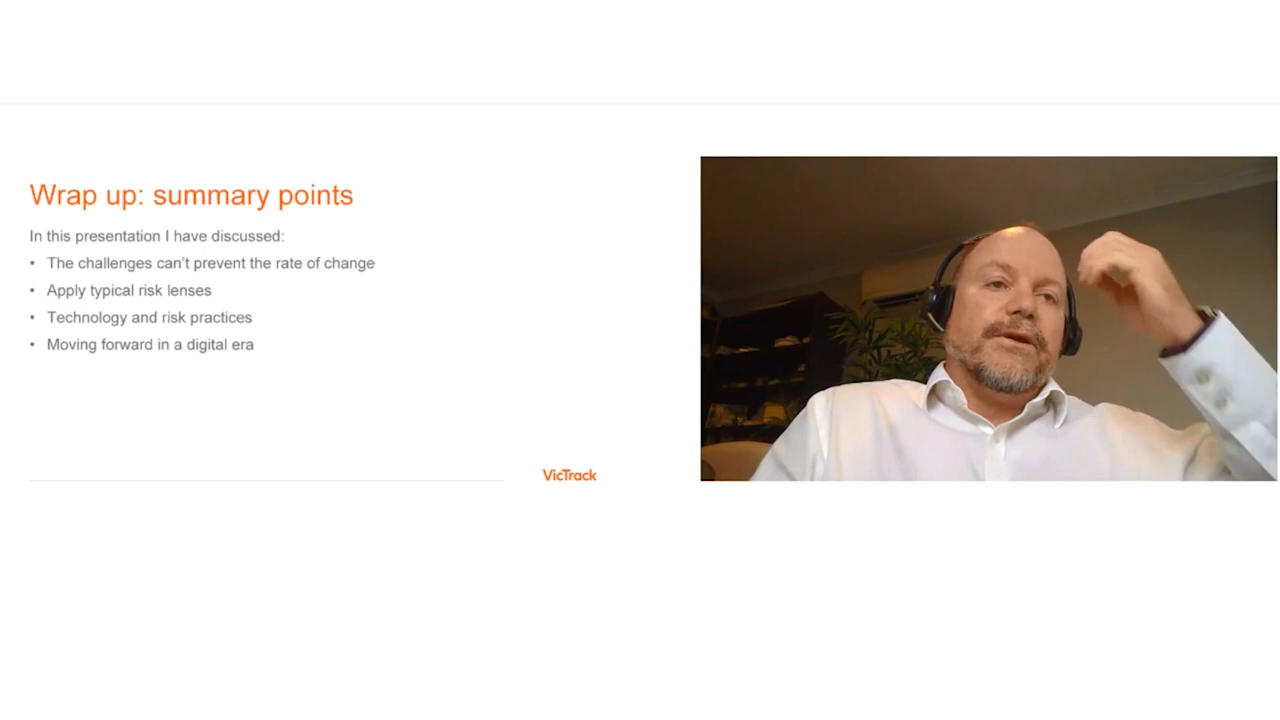 Wrap up: summary points
In this presentation I have discussed:
• The challenges can't prevent the rate of change
• Apply typical risk lenses
• Technology and risk practices
• Moving forward in a digital era
VicTrack